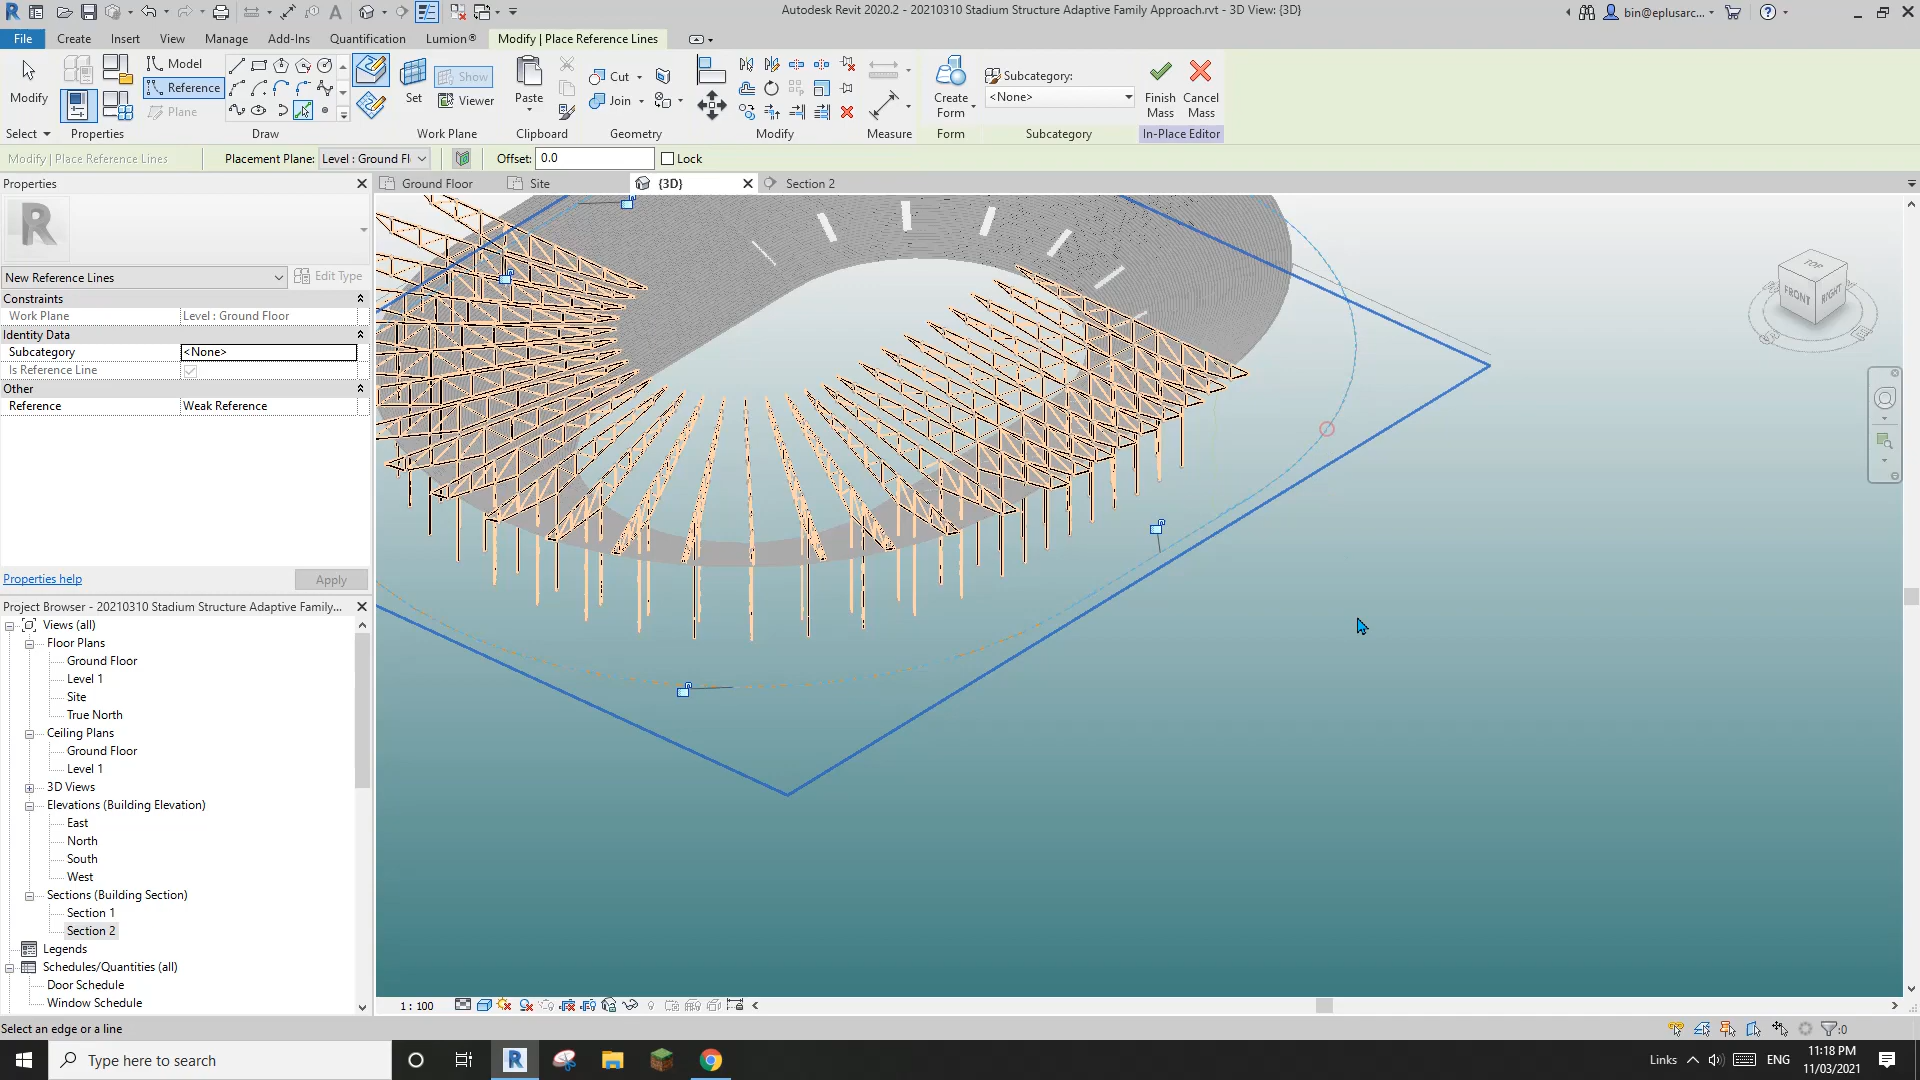 Autodesk Revit 2020.2 - 20210310 Stadium Structure Adaptive Family Approach.rvt - 3D View: {3D}
bin@eplusarc...
File Create Insert View Manage Add-Ins Quantification Lumion® Modify | Place Reference Lines
Modify
Select
Properties
Model
Reference
Plane
Draw
Set
Show
Viewer
Work Plane
Paste
Clipboard
Cut
Join
Geometry
Modify
Measure
Create
Form
Form
Subcategory:
<None>
Subcategory
Finish
Mass
Cancel
Mass
In-Place Editor
Modify | Place Reference Lines Placement Plane: Level : Ground Fl Offset: 0.0 Lock
Properties
Ground Floor Site {3D} Section 2
New Reference Lines Edit Type
Constraints
Work Plane Level : Ground Floor
Identity Data
Subcategory <None>
Is Reference Line
Other
Reference Weak Reference
Properties help Apply
TOP
FRONT
RIGHT
Project Browser - 20210310 Stadium Structure Adaptive Family...
Views (all)
Floor Plans
Ground Floor
Level 1
Site
True North
Ceiling Plans
Ground Floor
Level 1
3D Views
Elevations (Building Elevation)
East
North
South
West
Sections (Building Section)
Section 1
Section 2
Legends
Schedules/Quantities (all)
Door Schedule
Window Schedule
1 : 100
Select an edge or a line
:0
Type here to search
Links
ENG
11:18 PM
11/03/2021